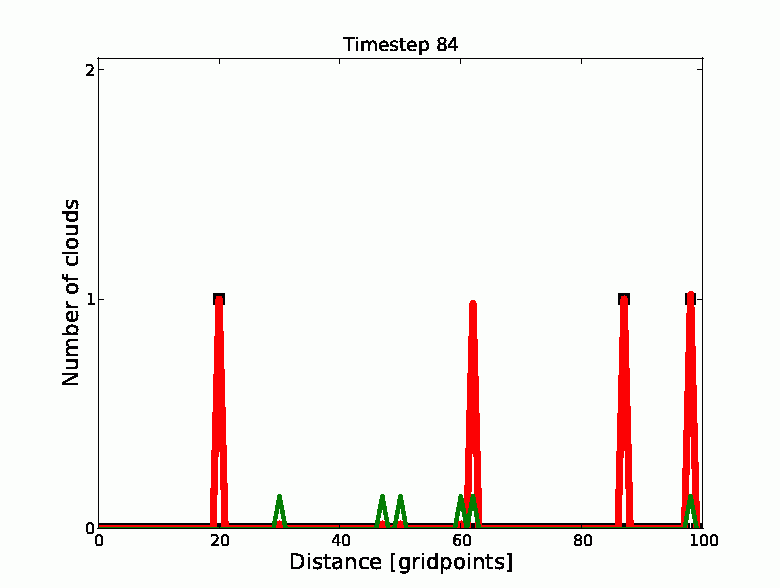 Timestep 84
2
1
0
Number of clouds
0 20 40 60 80 100
Distance [gridpoints]